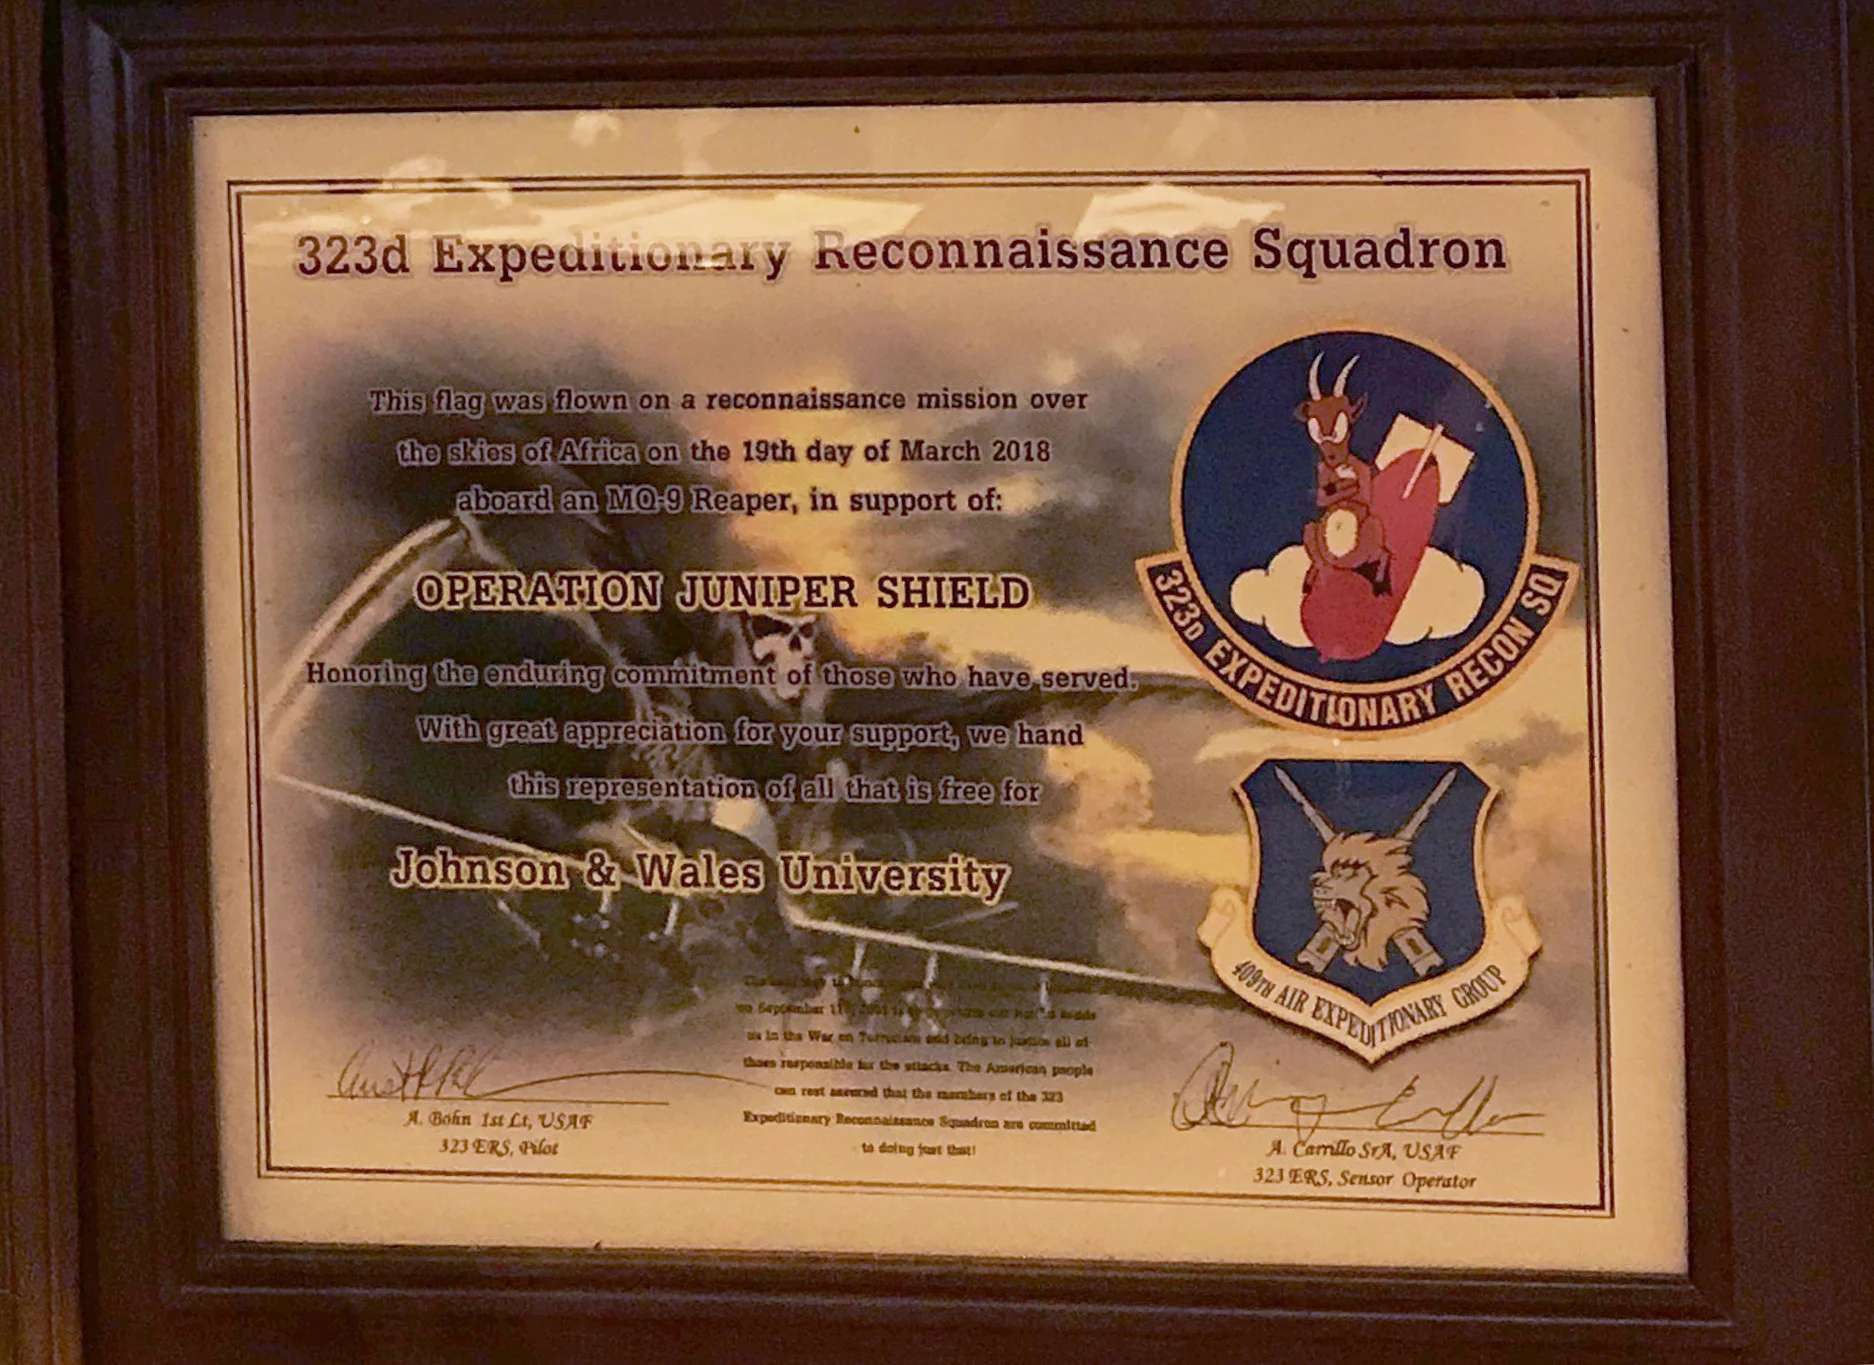 323d Expeditionary Reconnaissance Squadron
This flag was flown on a reconnaissance mission over
the skies of Africa on the 19th day of March 2018
aboard an MQ-9 Reaper, in support of:
OPERATION JUNIPER SHIELD
Honoring the enduring commitment of those who have served.
With great appreciation for your support, we hand
this representation of all that is free for
Johnson & Wales University
323D EXPEDITIONARY RECON SQ
409TH AIR EXPEDITIONARY GROUP
on September 11
us in the War on Terrorism and bring to justice all of
those responsible for the attacks. The American people
can rest assured that the members of the 323
Expeditionary Reconnaissance Squadron are committed
to doing just that!
A. Bohn 1st Lt, USAF
323 ERS, Pilot
A. Carrillo SrA, USAF
323 ERS, Sensor Operator